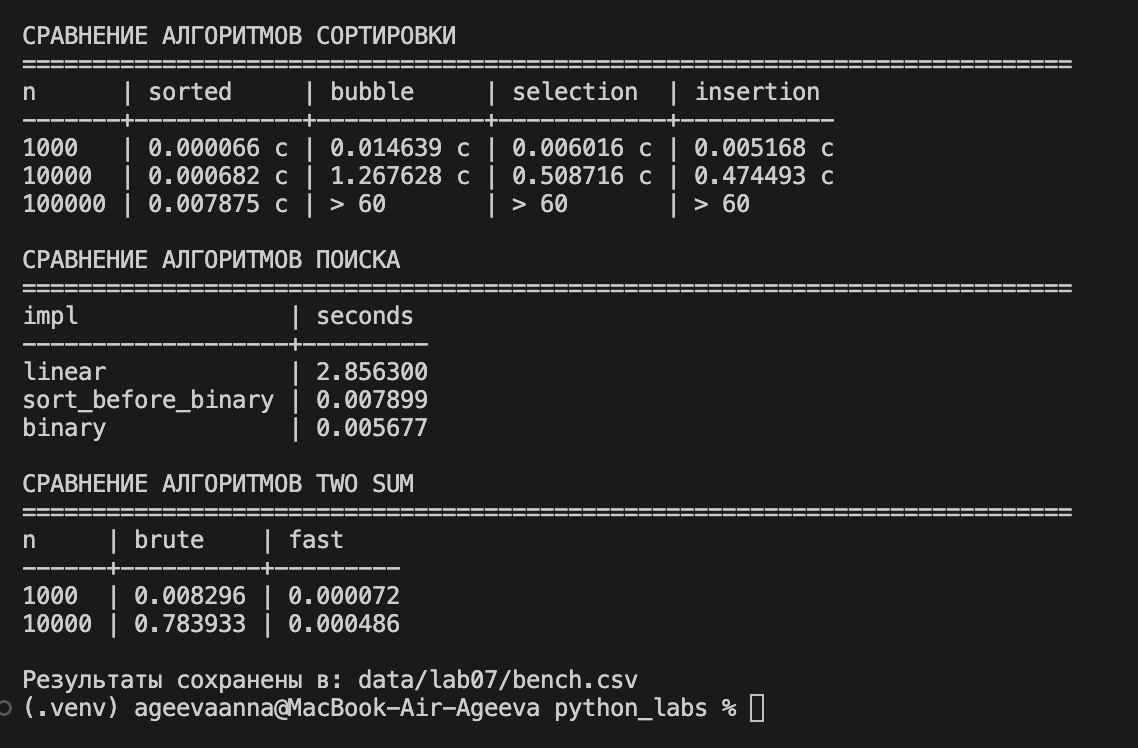 СРАВНЕНИЕ АЛГОРИТМОВ СОРТИРОВКИ
===========================================================================
n       | sorted     | bubble     | selection  | insertion
-------+------------+------------+------------+-----------
1000    | 0.000066 с | 0.014639 с | 0.006016 с | 0.005168 с
10000   | 0.000682 с | 1.267628 с | 0.508716 с | 0.474493 с
100000 | 0.007875 с | > 60       | > 60       | > 60
СРАВНЕНИЕ АЛГОРИТМОВ ПОИСКА
===========================================================================
impl               | seconds
-------------------+---------
linear             | 2.856300
sort_before_binary | 0.007899
binary             | 0.005677
СРАВНЕНИЕ АЛГОРИТМОВ TWO SUM
===========================================================================
n     | brute    | fast
------+----------+---------
1000  | 0.008296 | 0.000072
10000 | 0.783933 | 0.000486
Результаты сохранены в: data/lab07/bench.csv
(.venv) ageevaanna@MacBook-Air-Ageeva python_labs %